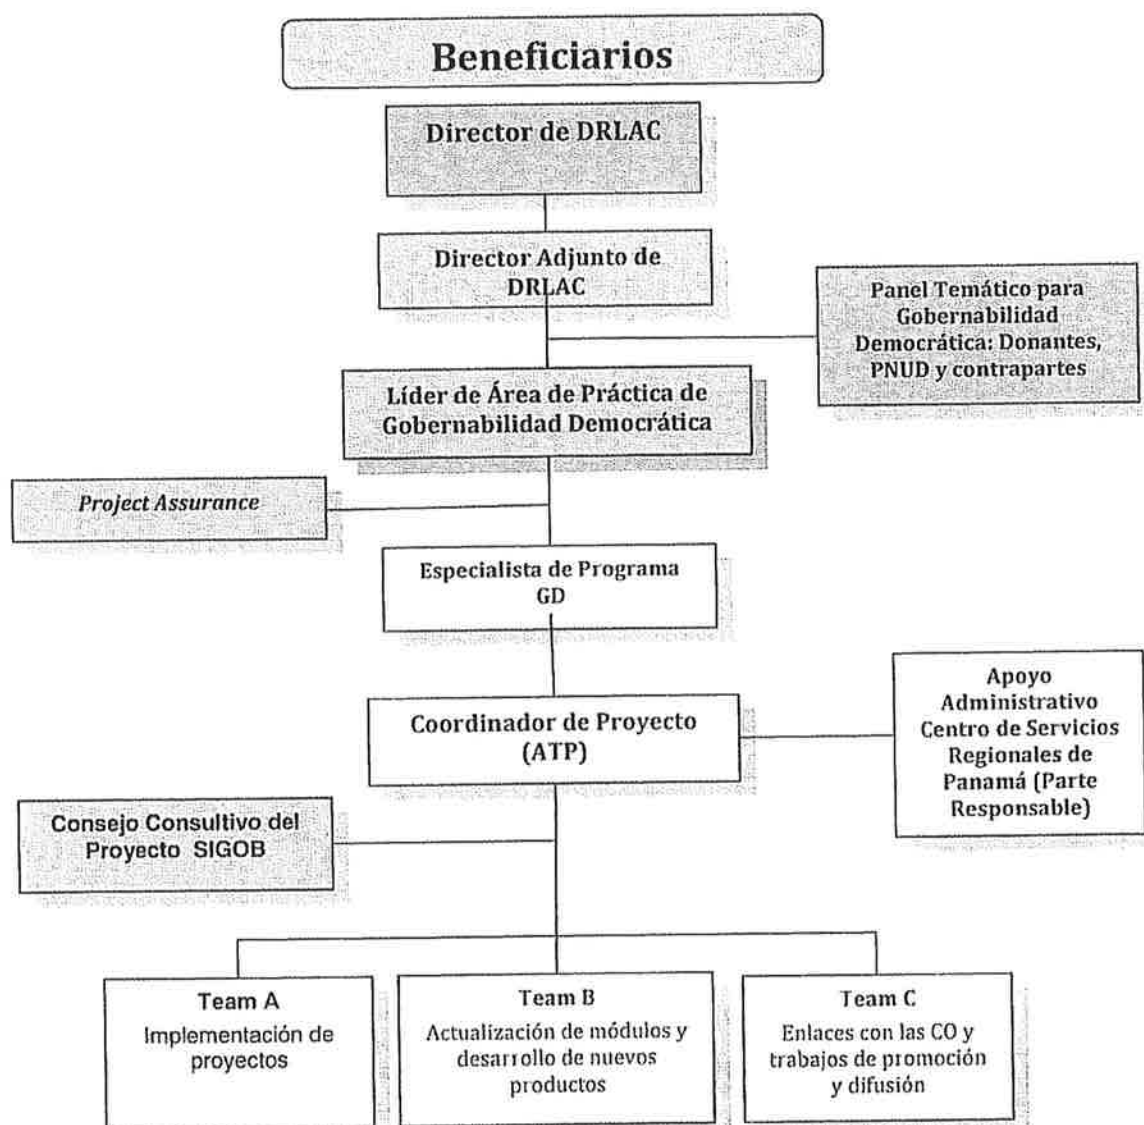 Beneficiarios
Director de DRLAC
Director Adjunto de
DRLAC
Panel Temático para
Gobernabilidad
Democrática: Donantes,
PNUD y contrapartes
Líder de Área de Práctica de
Gobernabilidad Democrática
Project Assurance
Especialista de Programa
GD
Coordinador de Proyecto
(ATP)
Apoyo
Administrativo
Centro de Servicios
Regionales de
Panamá (Parte
Responsable)
Consejo Consultivo del
Proyecto SIGOB
Team A
Implementación de
proyectos
Team B
Actualización de módulos y
desarrollo de nuevos
productos
Team C
Enlaces con las CO y
trabajos de promoción
y difusión